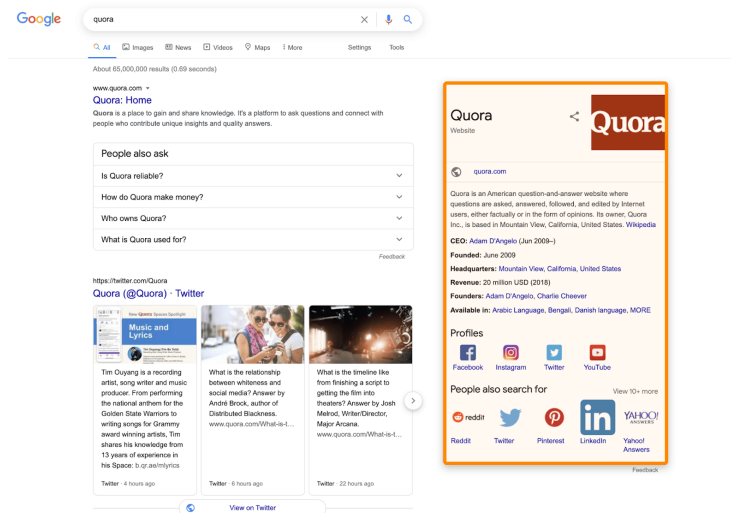 Google
quora
All
Images
News
Videos
Maps
More
Settings
Tools
About 65,000,000 results (0.69 seconds)
www.quora.com
Quora: Home
Quora is a place to gain and share knowledge. It's a platform to ask questions and connect with
people who contribute unique insights and quality answers.
People also ask
Is Quora reliable?
How do Quora make money?
Who owns Quora?
What is Quora used for?
Feedback
https://twitter.com/Quora
Quora (@Quora) · Twitter
New Quora Spaces Spotlight
Music and
Lyrics
Tim Ouyang is a recording
artist, song writer and music
producer. From performing
the national anthem for the
Golden State Warriors to
writing songs for Grammy
award winning artists, Tim
shares his knowledge from
13 years of experience in
his Space: b.qr.ae/mlyrics
Twitter · 4 hours ago
What is the relationship
between whiteness and
social media? Answer by
André Brock, author of
Distributed Blackness.
www.quora.com/What-is-t...
Twitter · 6 hours ago
What is the timeline like
from finishing a script to
getting the film into
theaters? Answer by Josh
Melrod, Writer/Director,
Major Arcana.
www.quora.com/What-is-t...
Twitter · 22 hours ago
View on Twitter
Quora
Website
Quora
quora.com
Quora is an American question-and-answer website where
questions are asked, answered, followed, and edited by Internet
users, either factually or in the form of opinions. Its owner, Quora
Inc., is based in Mountain View, California, United States. Wikipedia
CEO: Adam D'Angelo (Jun 2009–)
Founded: June 2009
Headquarters: Mountain View, California, United States
Revenue: 20 million USD (2018)
Founders: Adam D'Angelo, Charlie Cheever
Available in: Arabic Language, Bengali, Danish language, MORE
Profiles
Facebook
Instagram
Twitter
YouTube
People also search for
View 10+ more
reddit
in
YAHOO!
ANSWERS
Reddit
Twitter
Pinterest
LinkedIn
Yahoo!
Answers
Feedback